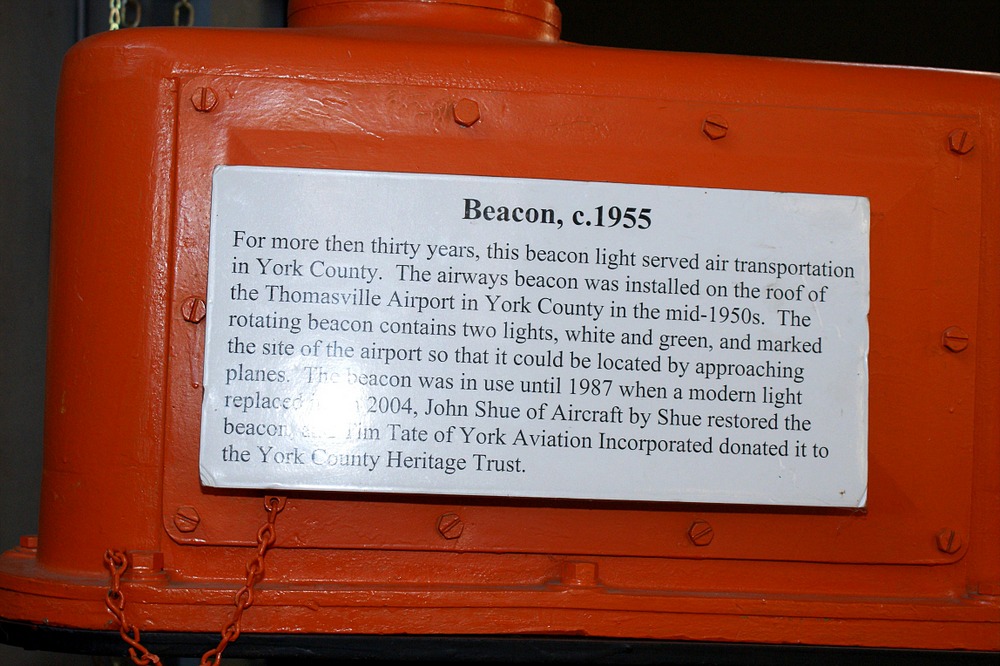 Beacon, c.1955
For more then thirty years, this beacon light served air transportation
in York County. The airways beacon was installed on the roof of
the Thomasville Airport in York County in the mid-1950s. The
rotating beacon contains two lights, white and green, and marked
the site of the airport so that it could be located by approaching
planes. The beacon was in use until 1987 when a modern light
replaced 2004, John Shue of Aircraft by Shue restored the
beacon, and Tim Tate of York Aviation Incorporated donated it to
the York County Heritage Trust.